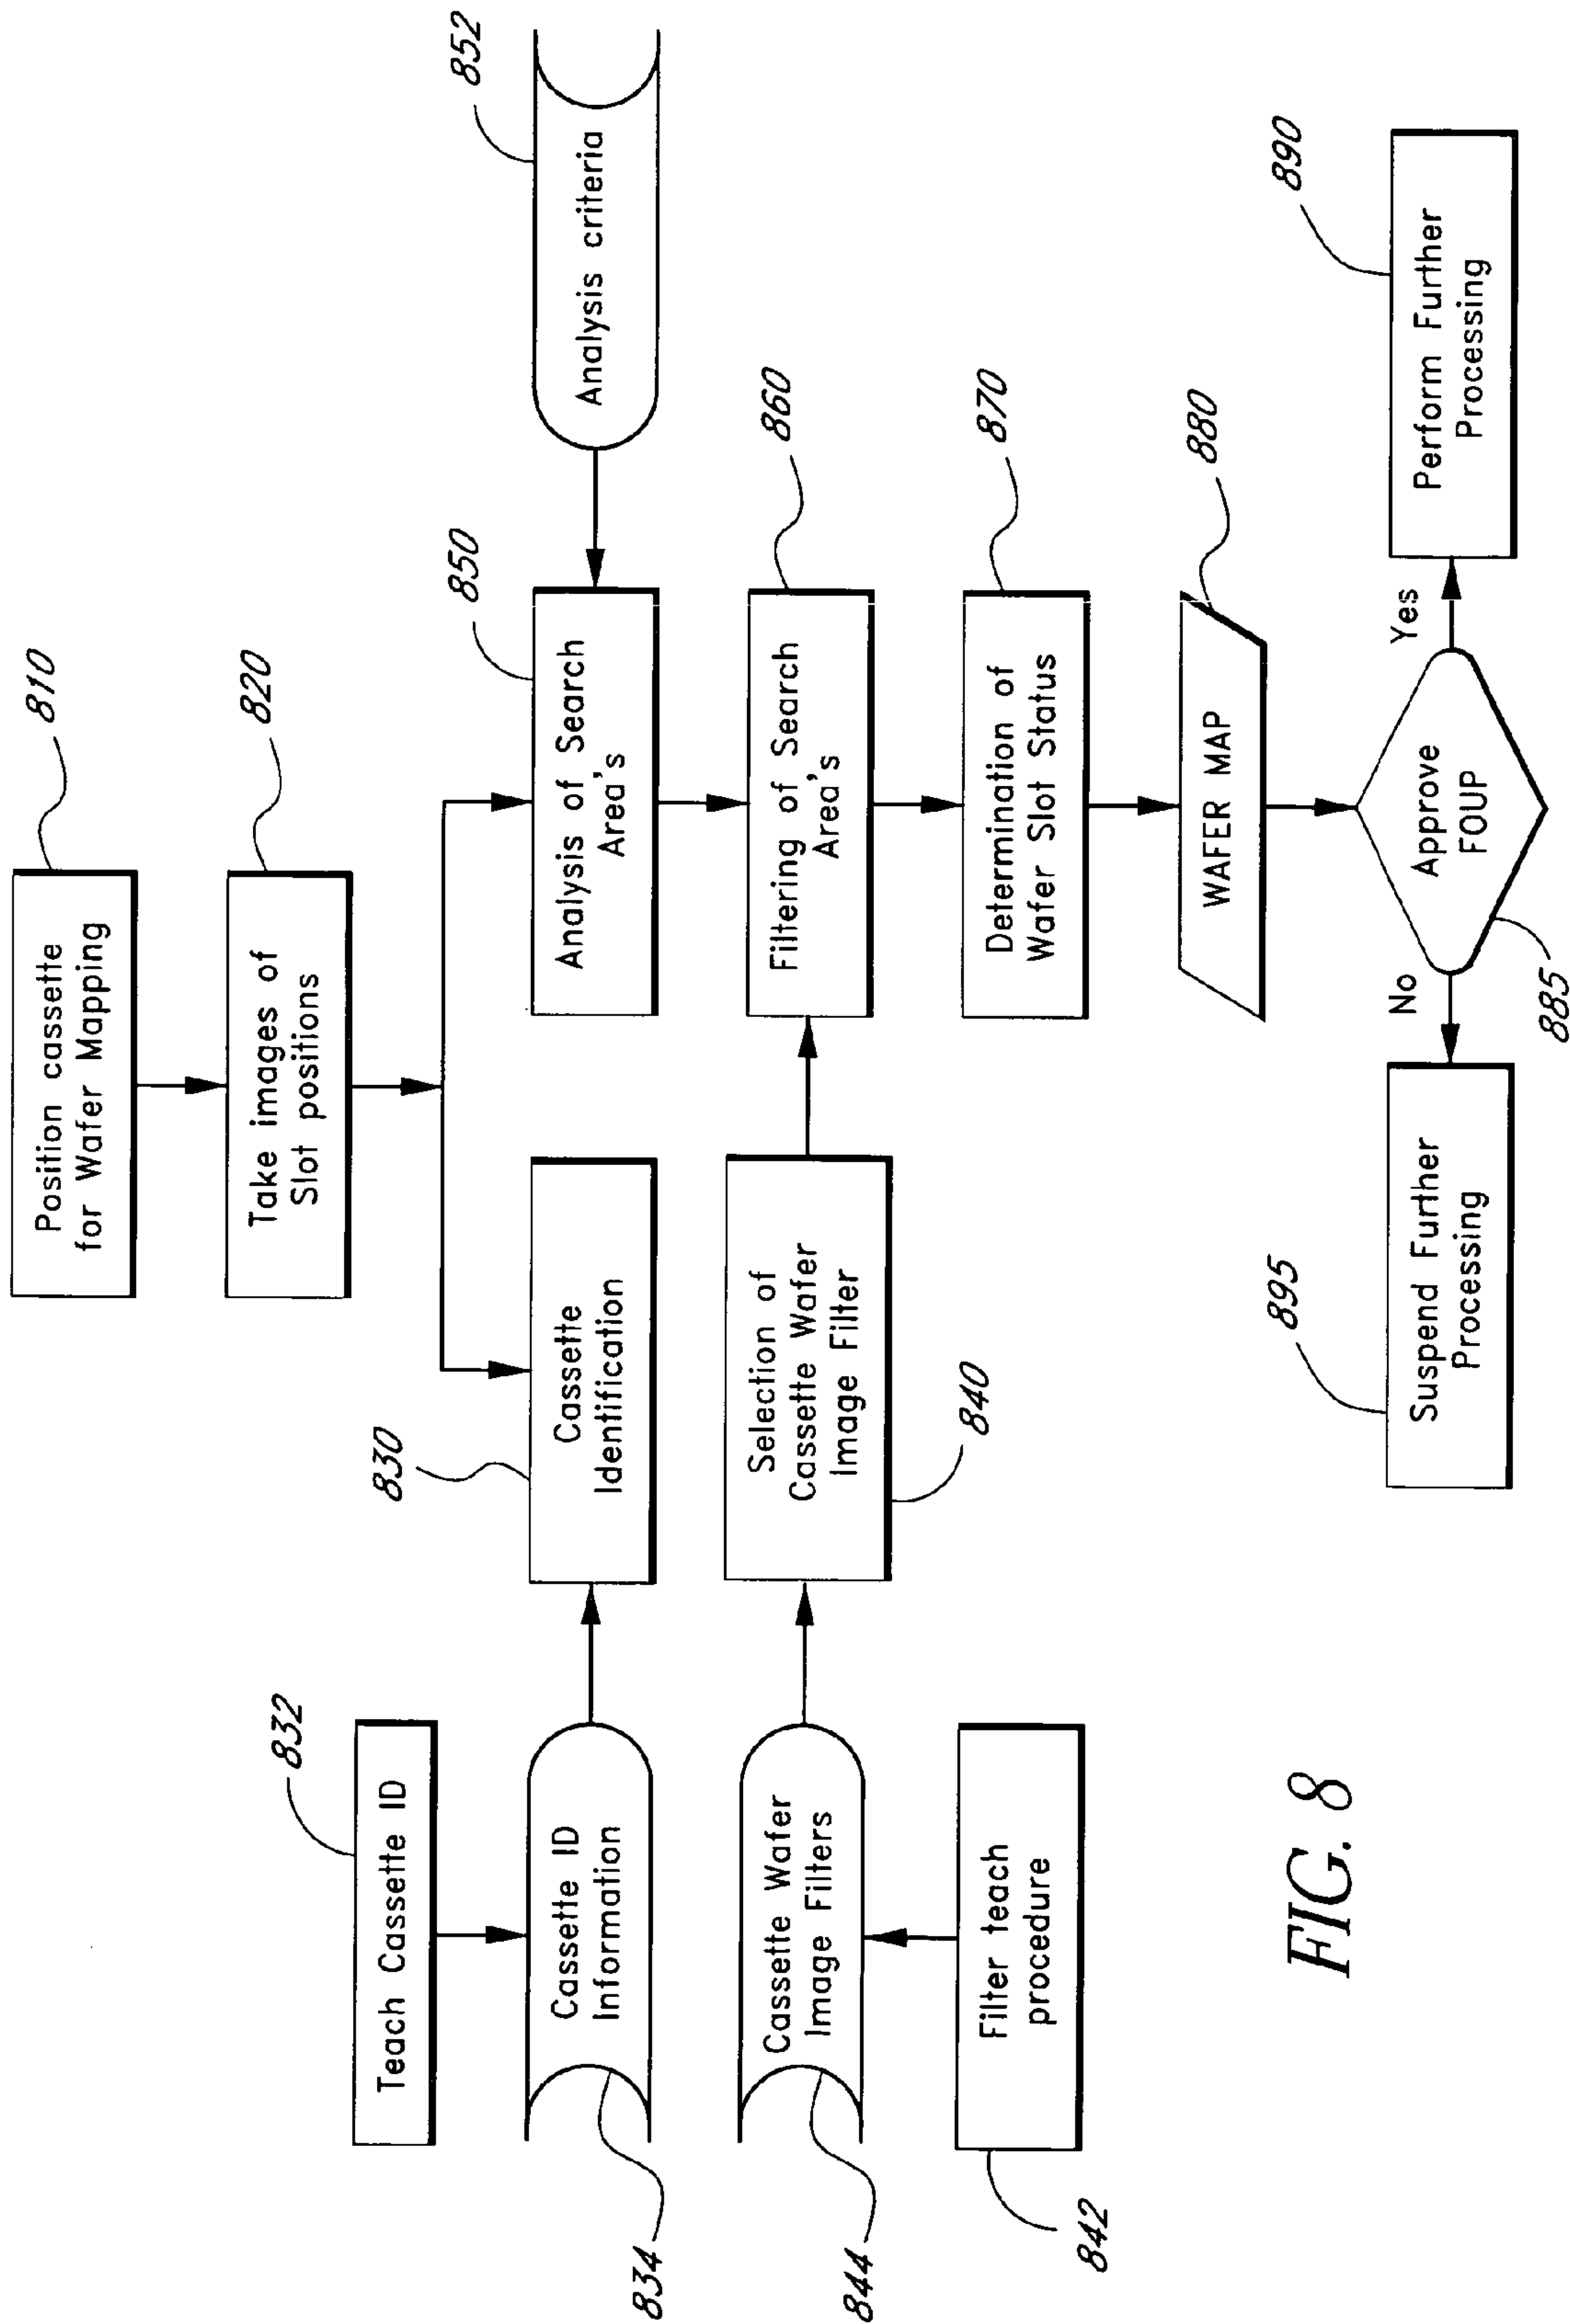 810
Position cassette
for Wafer Mapping
820
Take images of
Slot positions
832
Teach Cassette ID
830
Cassette
Identification
850
Analysis of Search
Area's
852
Analysis criteria
Cassette ID
Information
834
Cassette Wafer
Image Filters
844
Selection of
Cassette Wafer
Image Filter
840
860
Filtering of Search
Area's
Filter teach
procedure
842
870
Determination of
Wafer Slot Status
880
WAFER MAP
895
Suspend Further
Processing
No
Approve
FOUP
885
Yes
890
Perform Further
Processing
FIG. 8